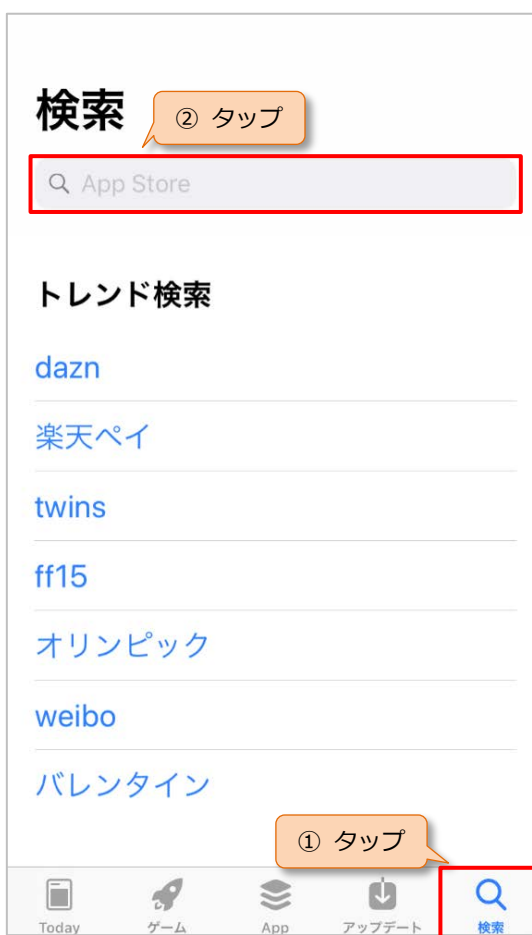 検索
② タップ
App Store
トレンド検索
dazn
楽天ペイ
twins
ff15
オリンピック
weibo
バレンタイン
① タップ
Today ゲーム App アップデート 検索